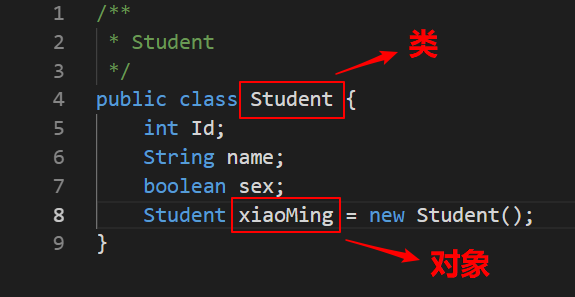 1 /**
2  * Student
3  */
类
4 public class Student {
5     int Id;
6     String name;
7     boolean sex;
8     Student xiaoMing = new Student();
9 }
对象